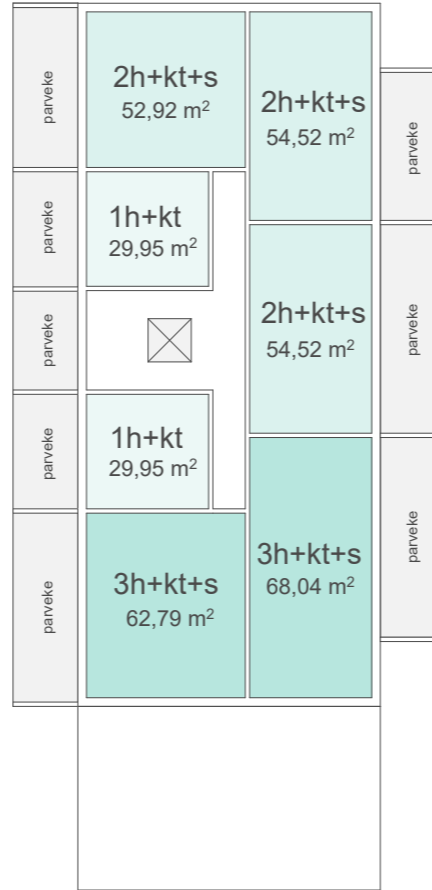 parveke
2h+kt+s
52,92 m²
2h+kt+s
54,52 m²
parveke
parveke
1h+kt
29,95 m²
parveke
2h+kt+s
54,52 m²
parveke
parveke
1h+kt
29,95 m²
parveke
3h+kt+s
62,79 m²
3h+kt+s
68,04 m²
parveke